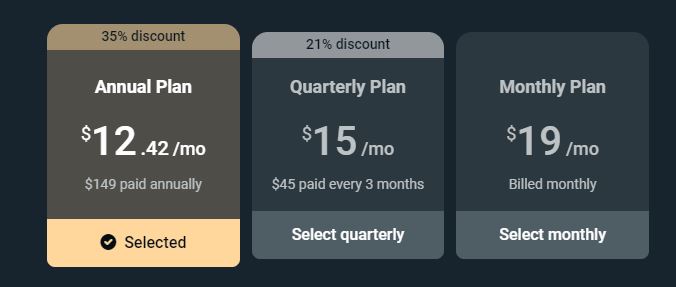 35% discount
Annual Plan
$12.42 /mo
$149 paid annually
Selected
21% discount
Quarterly Plan
$15 /mo
$45 paid every 3 months
Select quarterly
Monthly Plan
$19 /mo
Billed monthly
Select monthly